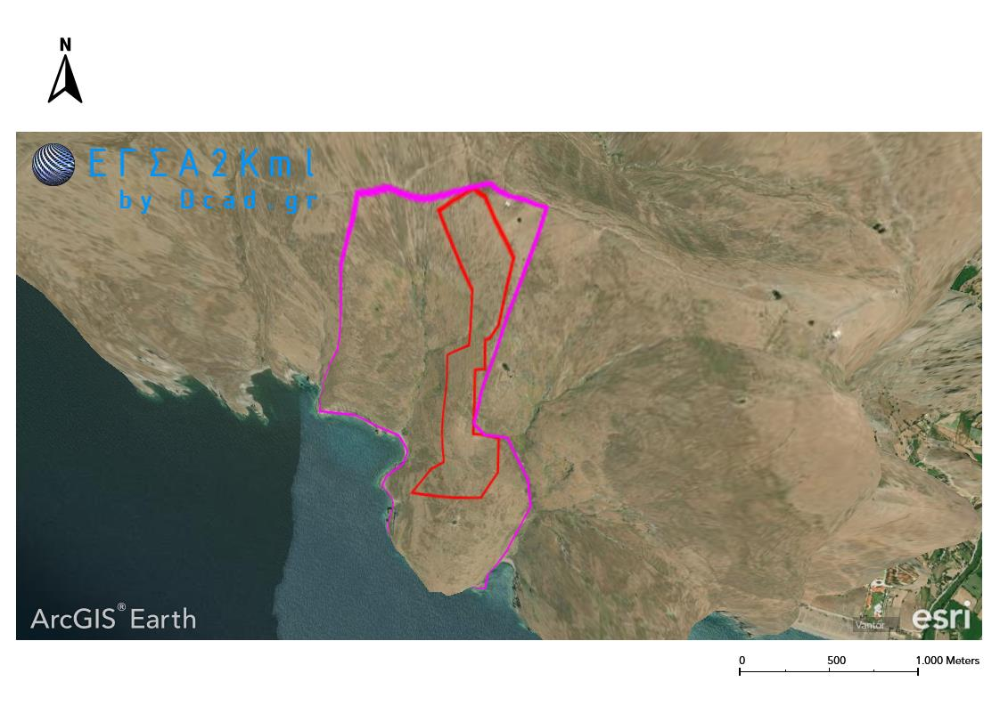 N
ΕΓΣΑ2Kml
by Dcad.gr
ArcGIS® Earth
Vantor
esri
0 500 1.000 Meters